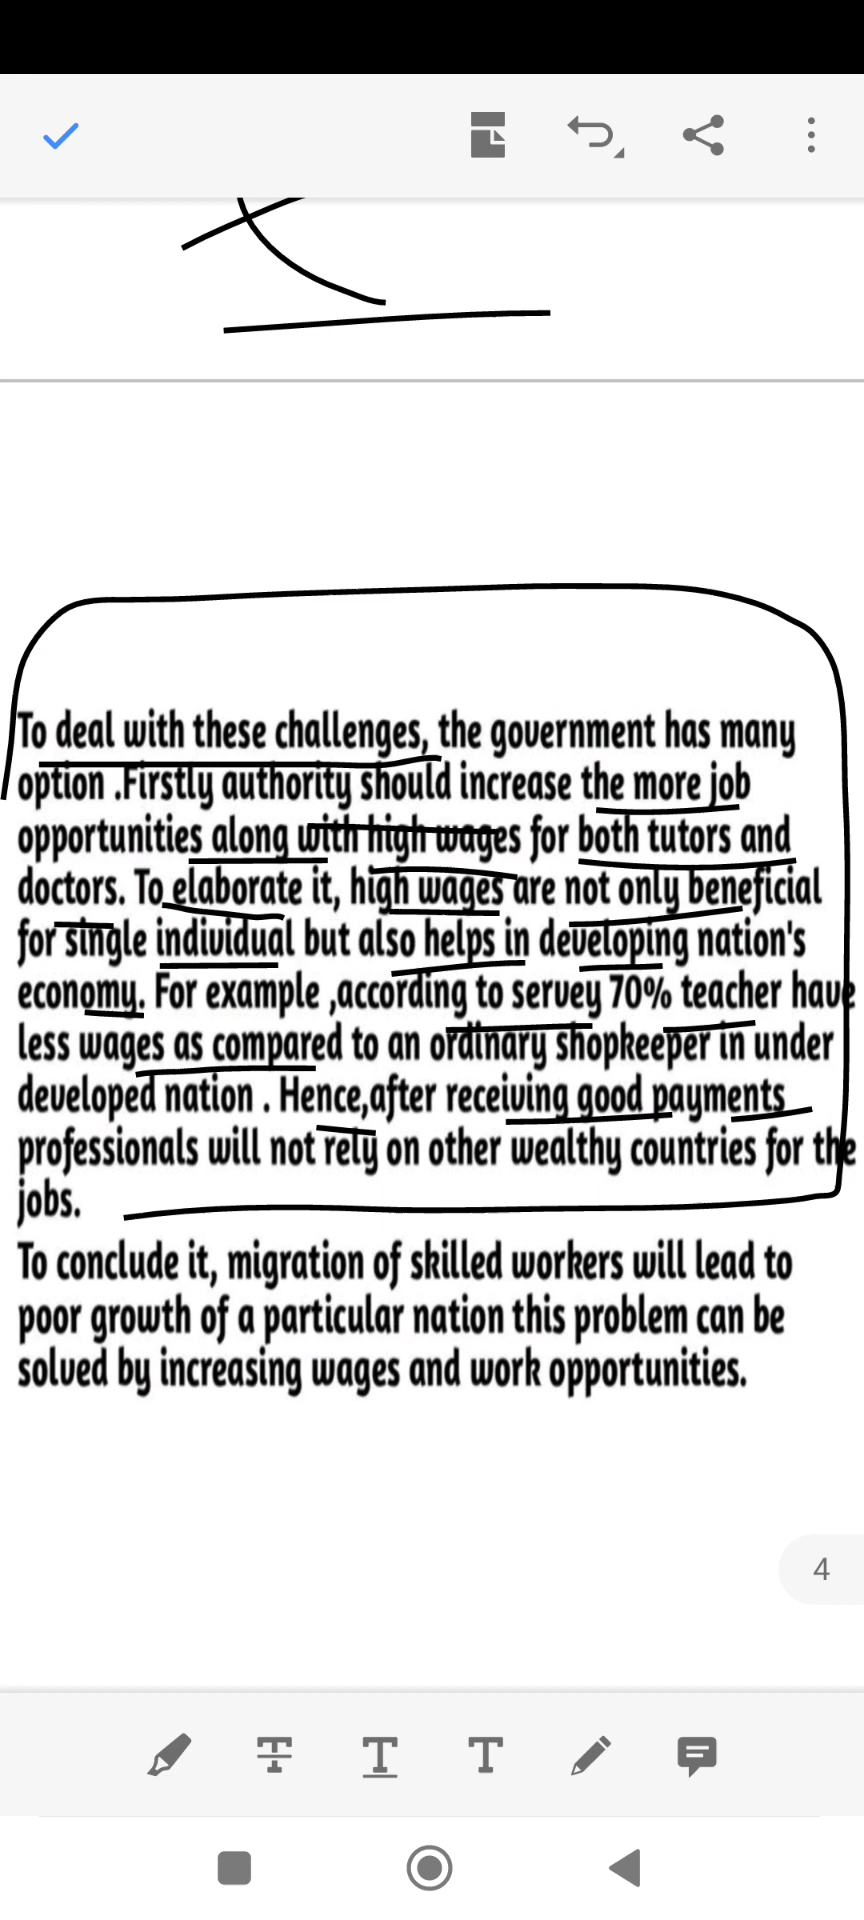 To deal with these challenges, the government has many
option .Firstly authority should increase the more job
opportunities along with high wages for both tutors and
doctors. To elaborate it, high wages are not only beneficial
for single individual but also helps in developing nation's
economy. For example ,according to servey 70% teacher have
less wages as compared to an ordinary shopkeeper in under
developed nation . Hence,after receiving good payments
professionals will not rely on other wealthy countries for the
jobs.
To conclude it, migration of skilled workers will lead to
poor growth of a particular nation this problem can be
solved by increasing wages and work opportunities.
4